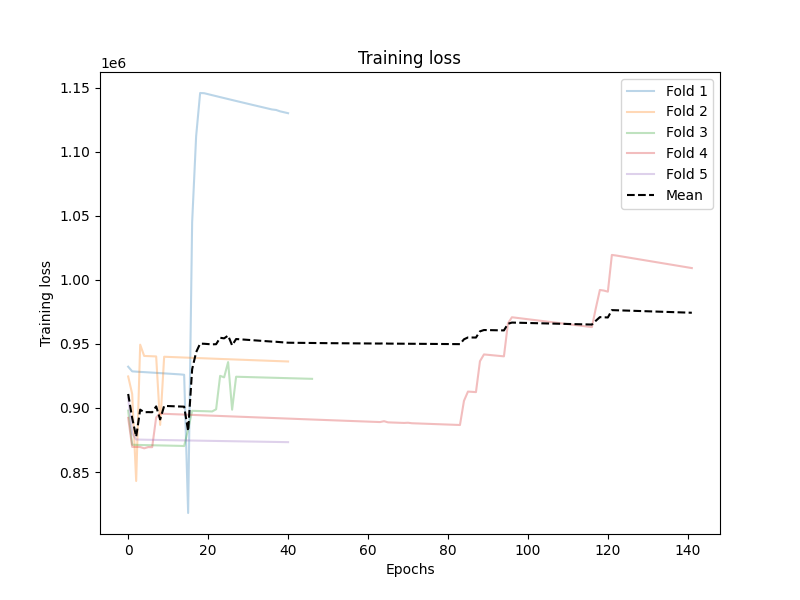 Training loss
1e6
Fold 1
Fold 2
Fold 3
Fold 4
Fold 5
Mean
1.15
1.10
1.05
1.00
0.95
0.90
0.85
Training loss
0 20 40 60 80 100 120 140
Epochs